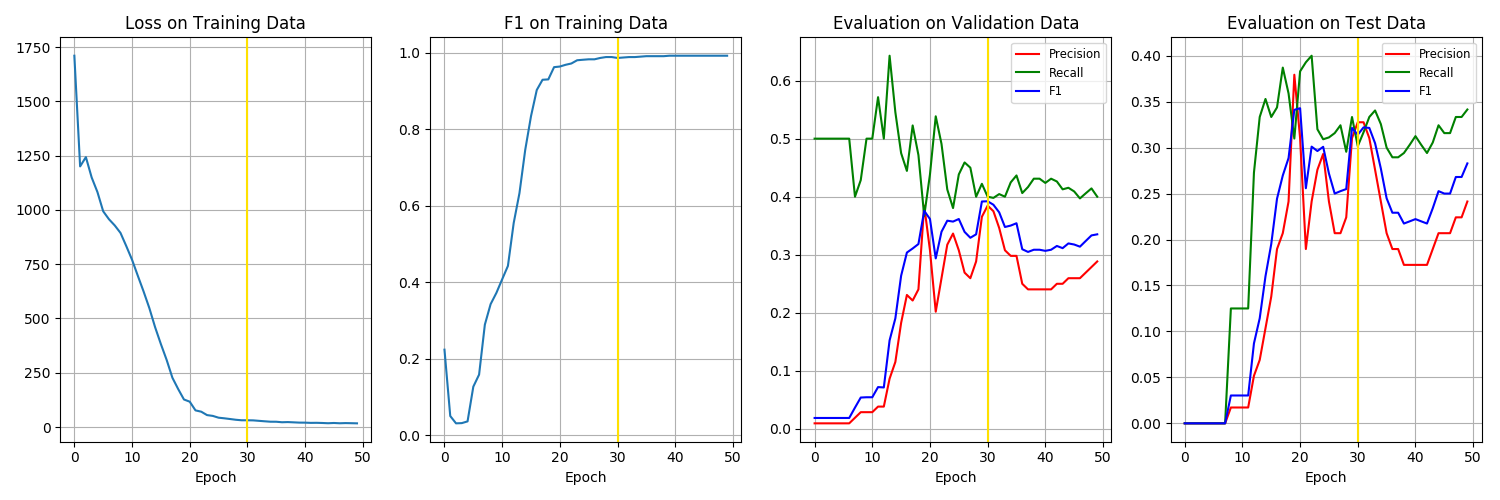 Loss on Training Data
1750
1500
1250
1000
750
500
250
0
0 10 20 30 40 50
Epoch
F1 on Training Data
1.0
0.8
0.6
0.4
0.2
0.0
0 10 20 30 40 50
Epoch
Evaluation on Validation Data
Precision
Recall
F1
0.6
0.5
0.4
0.3
0.2
0.1
0.0
0 10 20 30 40 50
Epoch
Evaluation on Test Data
Precision
Recall
F1
0.40
0.35
0.30
0.25
0.20
0.15
0.10
0.05
0.00
0 10 20 30 40 50
Epoch